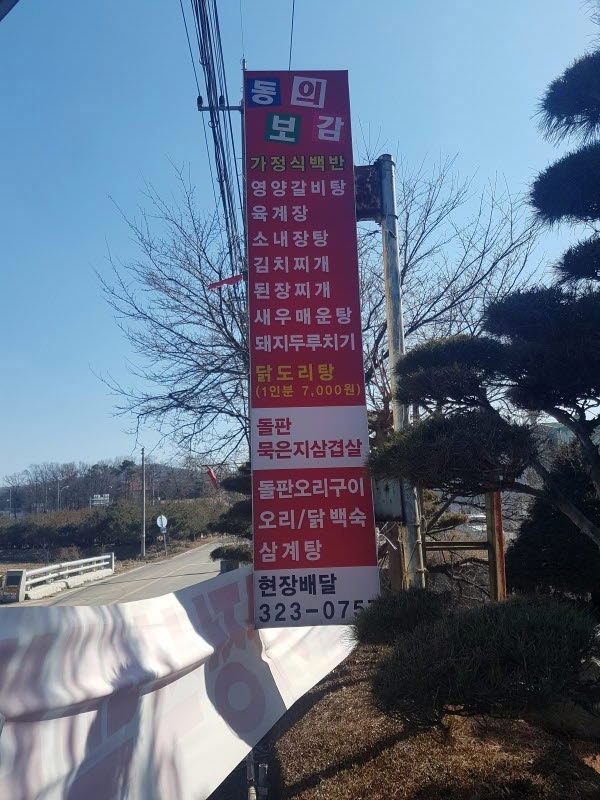 동의
보감
가정식백반
영양갈비탕
육계장
소내장탕
김치찌개
된장찌개
새우매운탕
돼지두루치기
닭도리탕
(1인분 7,000원)
돌판
묵은지삼겹살
돌판오리구이
오리/닭백숙
삼계탕
현장배달
323-0757